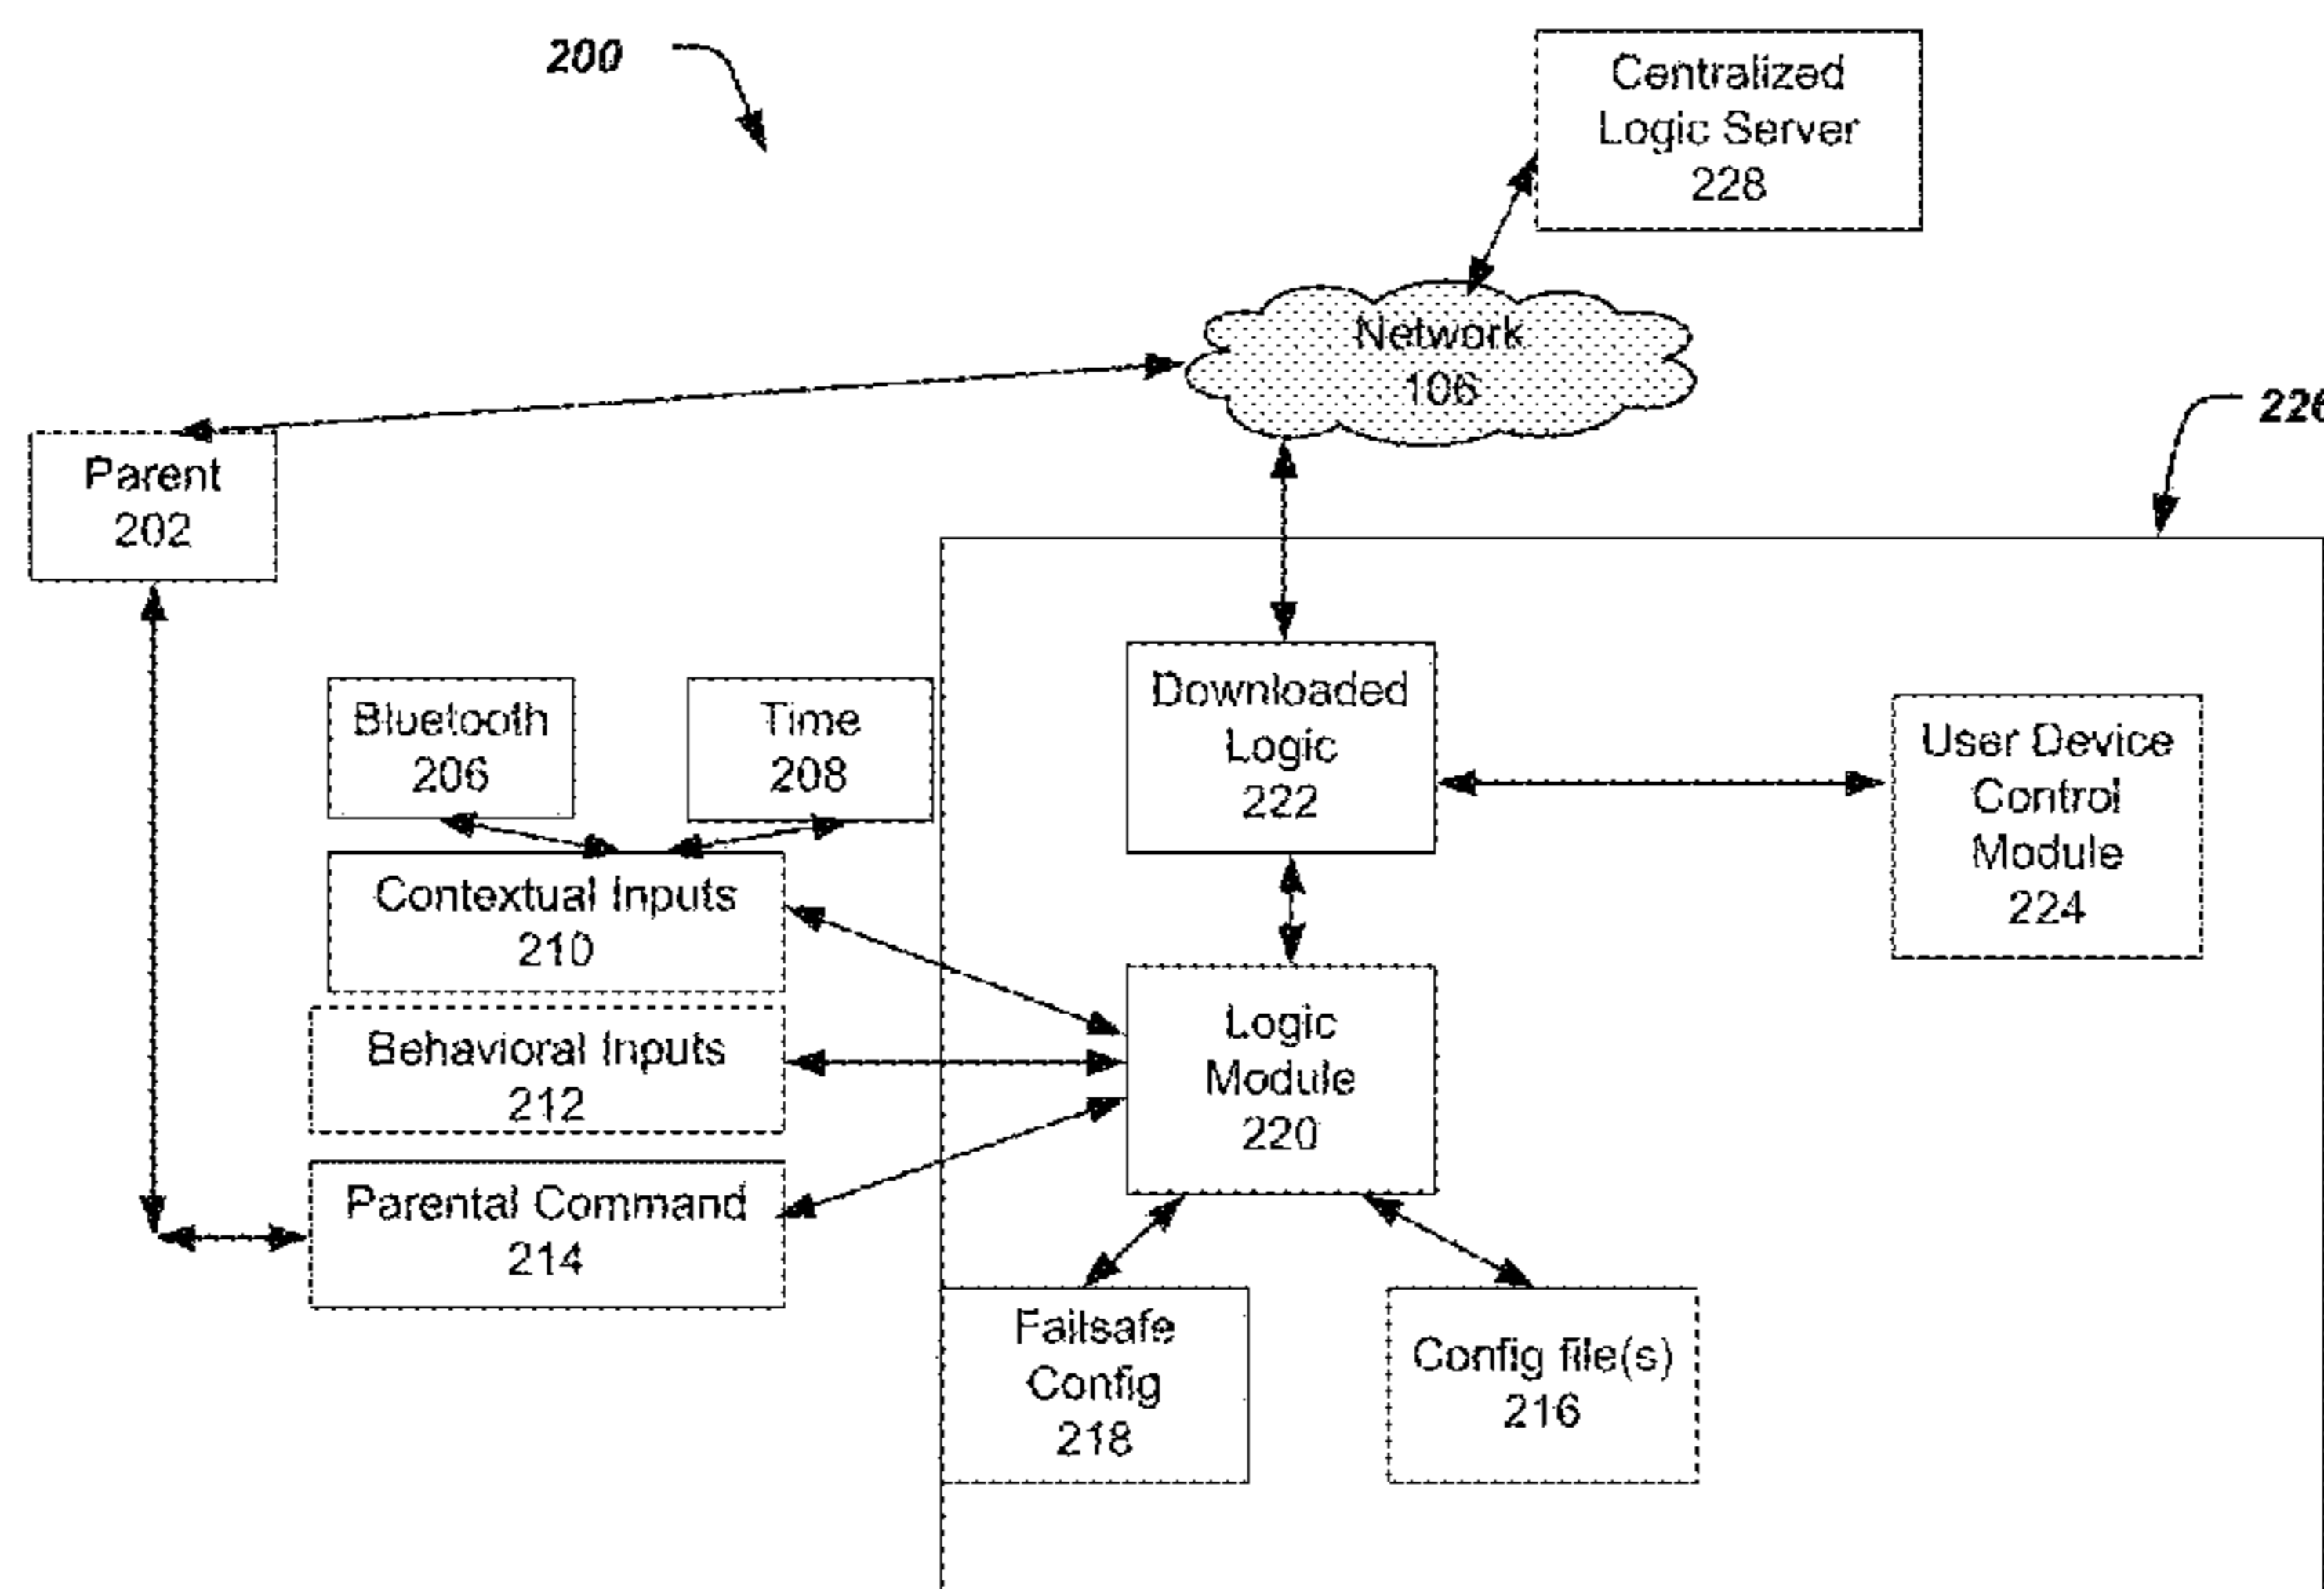 200
Centralized
Logic Server
228
Network
106
226
Parent
202
Bluetooth
206
Time
208
Downloaded
Logic
222
User Device
Control
Module
224
Contextual Inputs
210
Behavioral Inputs
212
Logic
Module
220
Parental Command
214
Failsafe
Config
218
Config file(s)
216